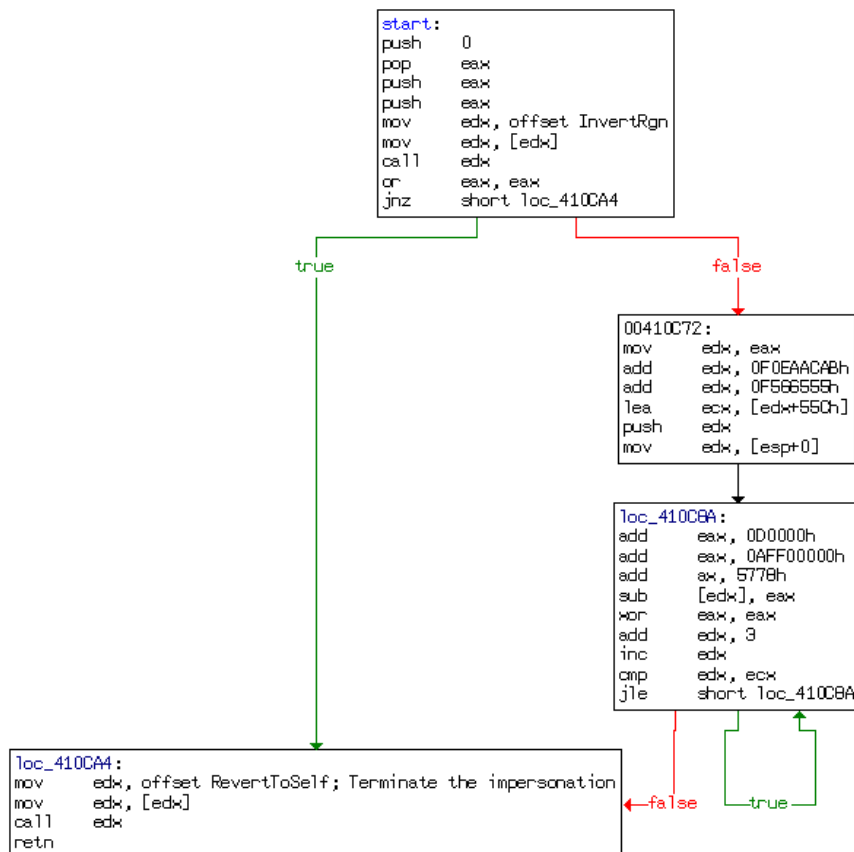 start:
push 0
pop eax
push eax
push eax
mov edx, offset InvertRgn
mov edx, [edx]
call edx
or eax, eax
jnz short loc_410CA4
true
false
00410C72:
mov edx, eax
add edx, 0F0EAACABh
add edx, 0F566555h
lea ecx, [edx+55Ch]
push edx
mov edx, [esp+0]
loc_410C8A:
add eax, 0D0000h
add eax, 0AFF00000h
add ax, 5778h
sub [edx], eax
xor eax, eax
add edx, 3
inc edx
cmp edx, ecx
jle short loc_410C8A
loc_410CA4:
mov edx, offset RevertToSelf; Terminate the impersonation
mov edx, [edx]
call edx
retn
false
true